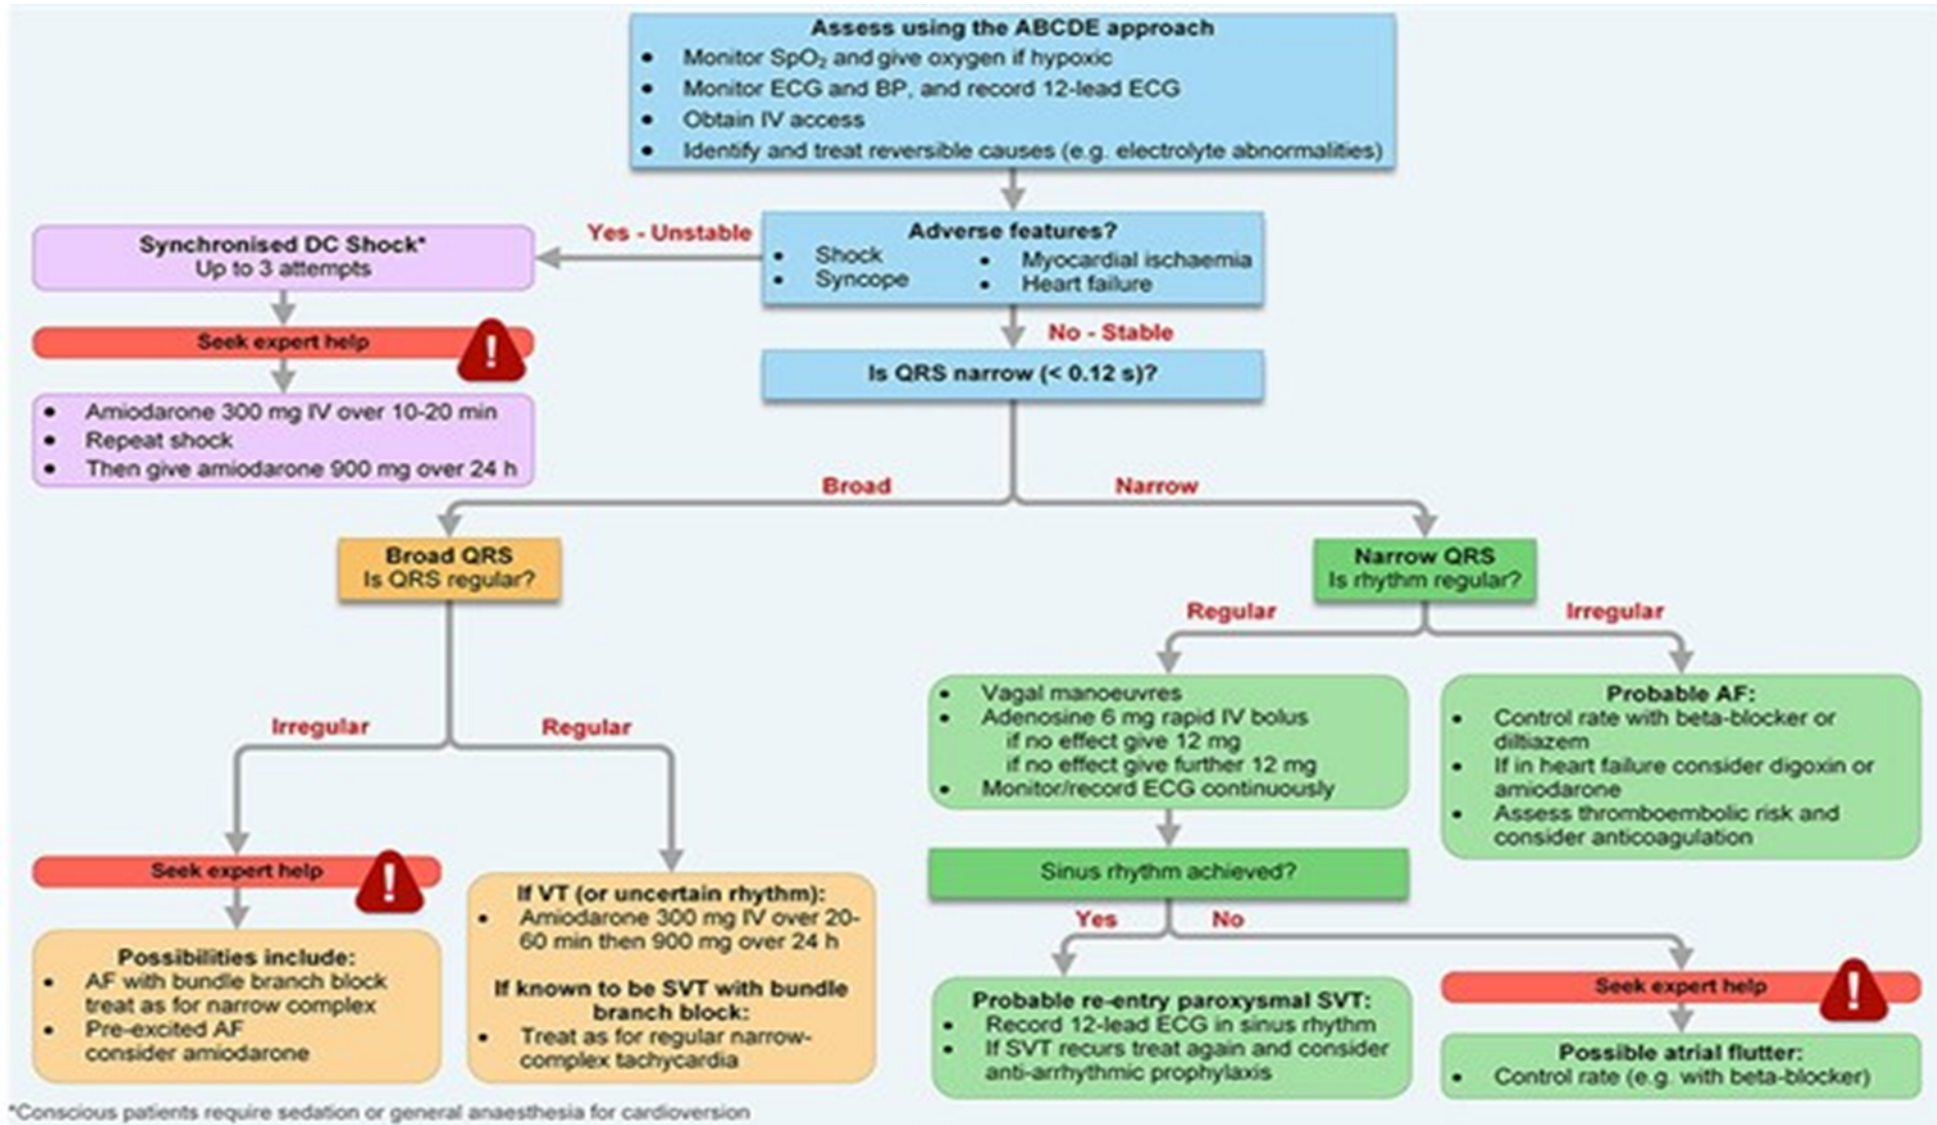 Assess using the ABCDE approach
• Monitor SpO₂ and give oxygen if hypoxic
• Monitor ECG and BP, and record 12-lead ECG
• Obtain IV access
• Identify and treat reversible causes (e.g. electrolyte abnormalities)
Yes - Unstable
Adverse features?
• Shock
• Syncope
• Myocardial ischaemia
• Heart failure
Synchronised DC Shock*
Up to 3 attempts
Seek expert help
!
• Amiodarone 300 mg IV over 10-20 min
• Repeat shock
• Then give amiodarone 900 mg over 24 h
No - Stable
Is QRS narrow (< 0.12 s)?
Broad
Narrow
Broad QRS
Is QRS regular?
Irregular
Regular
Seek expert help
!
Possibilities include:
• AF with bundle branch block
treat as for narrow complex
• Pre-excited AF
consider amiodarone
If VT (or uncertain rhythm):
• Amiodarone 300 mg IV over 20-
60 min then 900 mg over 24 h
If known to be SVT with bundle
branch block:
• Treat as for regular narrow-
complex tachycardia
Narrow QRS
Is rhythm regular?
Regular
Irregular
• Vagal manoeuvres
• Adenosine 6 mg rapid IV bolus
if no effect give 12 mg
if no effect give further 12 mg
• Monitor/record ECG continuously
Probable AF:
• Control rate with beta-blocker or
diltiazem
• If in heart failure consider digoxin or
amiodarone
• Assess thromboembolic risk and
consider anticoagulation
Sinus rhythm achieved?
Yes
No
Probable re-entry paroxysmal SVT:
• Record 12-lead ECG in sinus rhythm
• If SVT recurs treat again and consider
anti-arrhythmic prophylaxis
Seek expert help
!
Possible atrial flutter:
• Control rate (e.g. with beta-blocker)
*Conscious patients require sedation or general anaesthesia for cardioversion